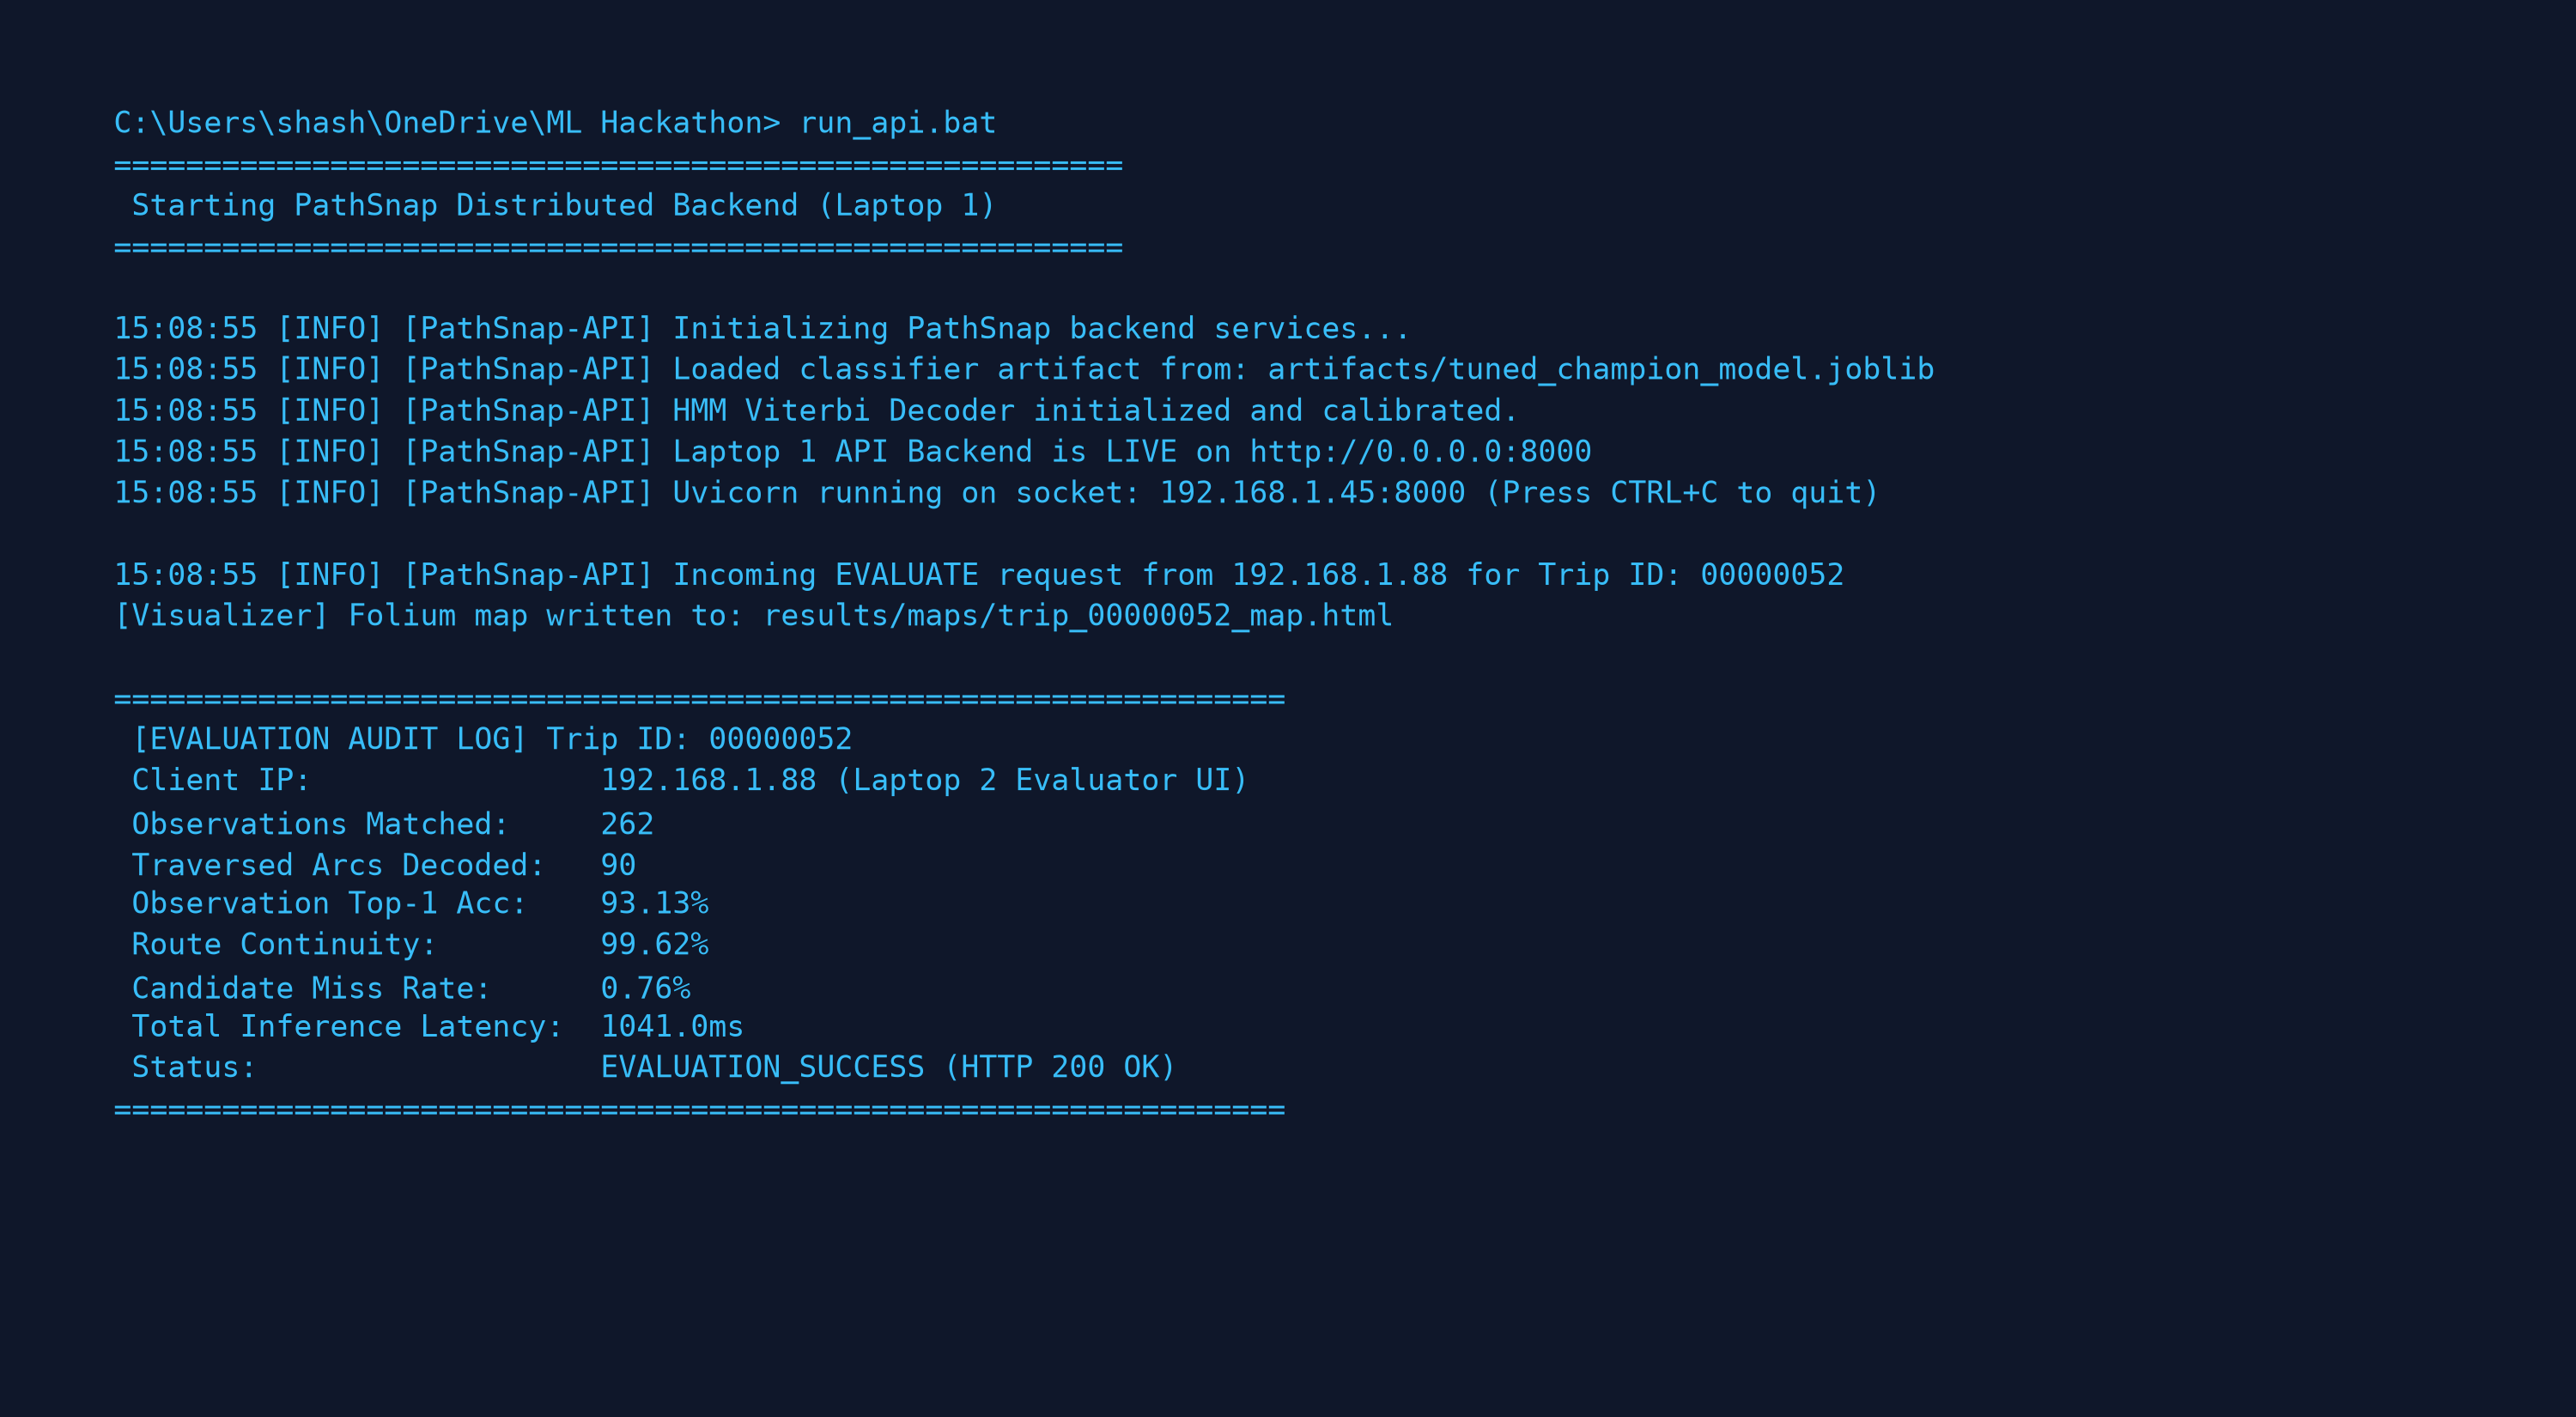 C:\Users\shash\OneDrive\ML Hackathon> run_api.bat
========================================================
 Starting PathSnap Distributed Backend (Laptop 1)
========================================================
15:08:55 [INFO] [PathSnap-API] Initializing PathSnap backend services...
15:08:55 [INFO] [PathSnap-API] Loaded classifier artifact from: artifacts/tuned_champion_model.joblib
15:08:55 [INFO] [PathSnap-API] HMM Viterbi Decoder initialized and calibrated.
15:08:55 [INFO] [PathSnap-API] Laptop 1 API Backend is LIVE on http://0.0.0.0:8000
15:08:55 [INFO] [PathSnap-API] Uvicorn running on socket: 192.168.1.45:8000 (Press CTRL+C to quit)
15:08:55 [INFO] [PathSnap-API] Incoming EVALUATE request from 192.168.1.88 for Trip ID: 00000052
[Visualizer] Folium map written to: results/maps/trip_00000052_map.html
=================================================================
 [EVALUATION AUDIT LOG] Trip ID: 00000052
 Client IP:                192.168.1.88 (Laptop 2 Evaluator UI)
 Observations Matched:     262
 Traversed Arcs Decoded:   90
 Observation Top-1 Acc:    93.13%
 Route Continuity:         99.62%
 Candidate Miss Rate:      0.76%
 Total Inference Latency:  1041.0ms
 Status:                   EVALUATION_SUCCESS (HTTP 200 OK)
=================================================================